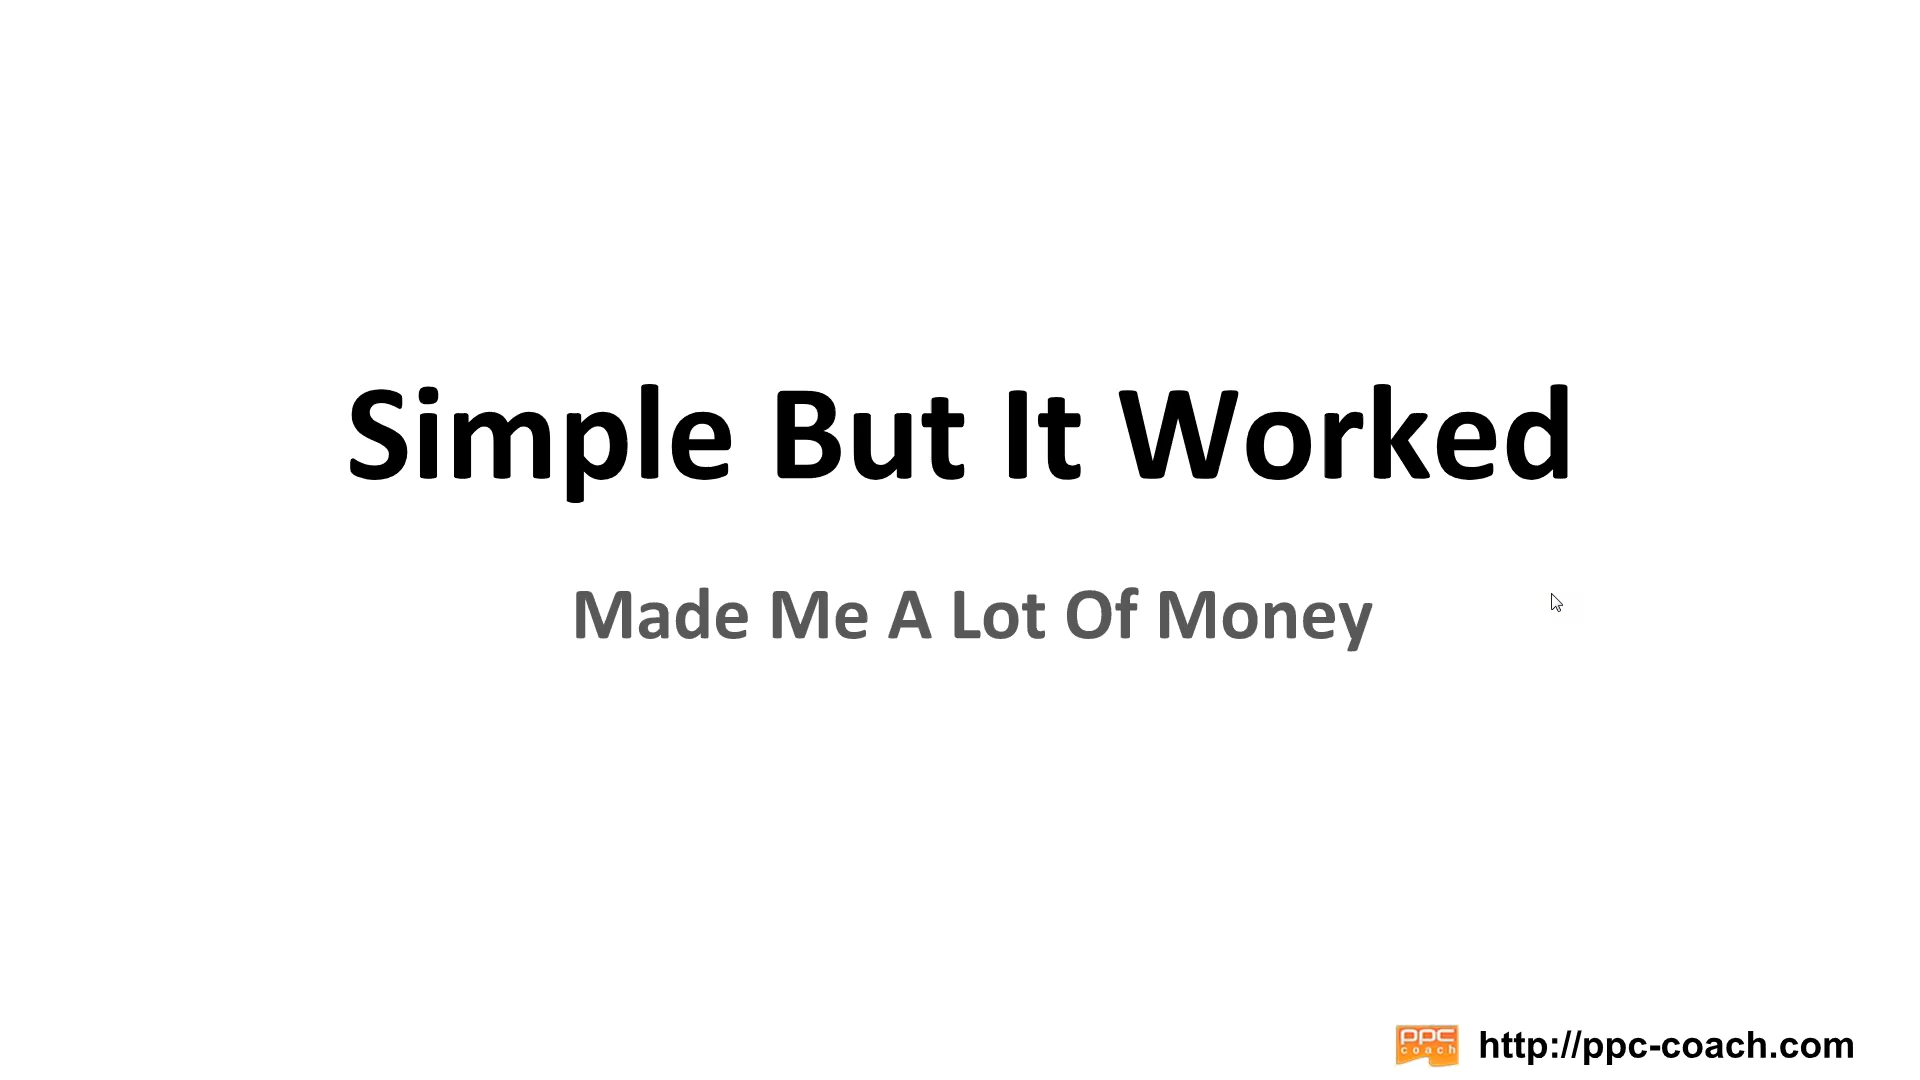 Simple But It Worked
Made Me A Lot Of Money
ppc
coach
http://ppc-coach.com